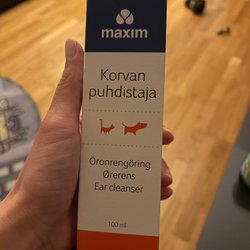 maxim
Korvan
puhdistaja
Öronrengöring
Ørerens
Ear cleanser
100 ml